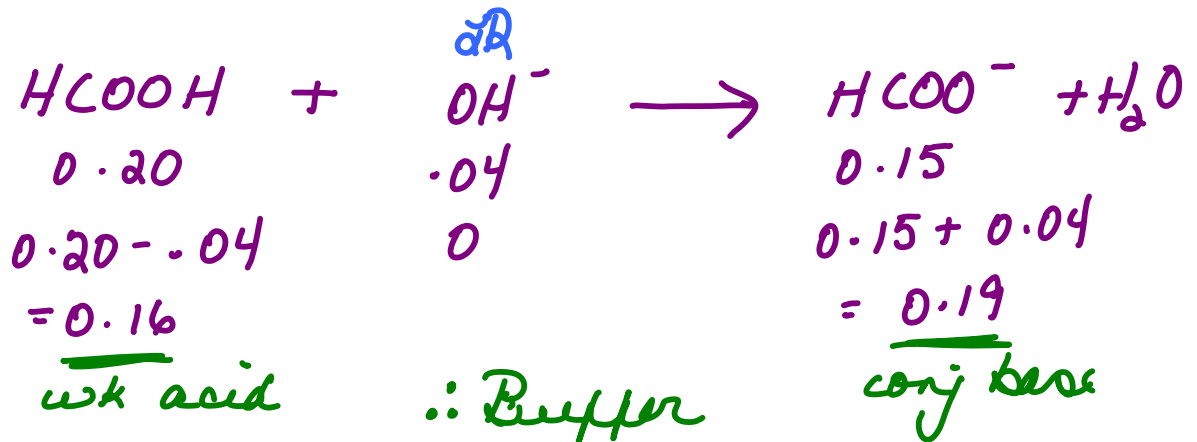 LR
HCOOH + OH⁻ → HCOO⁻ + H₂O
0.20 .04 0.15
0.20 - .04 0 0.15 + 0.04
= 0.16 = 0.19
wk acid ∴ Buffer conj base